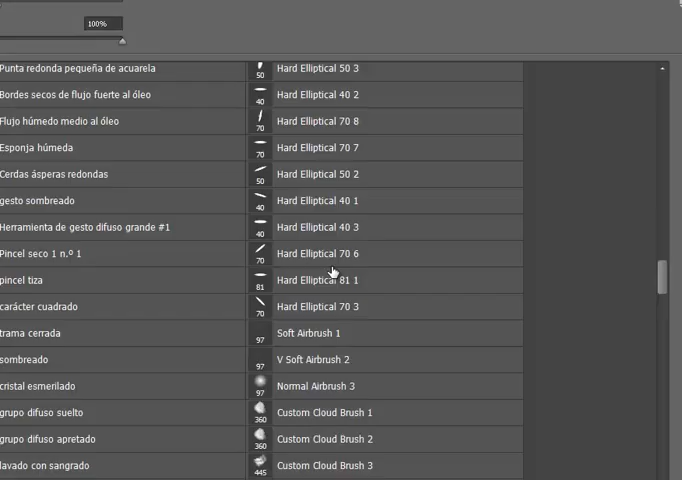 100%
Punta redonda pequeña de acuarela 50 Hard Elliptical 50 3
Bordes secos de flujo fuerte al óleo 40 Hard Elliptical 40 2
Flujo húmedo medio al óleo 70 Hard Elliptical 70 8
Esponja húmeda 70 Hard Elliptical 70 7
Cerdas ásperas redondas 50 Hard Elliptical 50 2
gesto sombreado 40 Hard Elliptical 40 1
Herramienta de gesto difuso grande #1 40 Hard Elliptical 40 3
Pincel seco 1 n.º 1 70 Hard Elliptical 70 6
pincel tiza 81 Hard Elliptical 81 1
carácter cuadrado 70 Hard Elliptical 70 3
trama cerrada 97 Soft Airbrush 1
sombreado 97 V Soft Airbrush 2
cristal esmerilado 97 Normal Airbrush 3
grupo difuso suelto 360 Custom Cloud Brush 1
grupo difuso apretado 360 Custom Cloud Brush 2
lavado con sangrado 445 Custom Cloud Brush 3